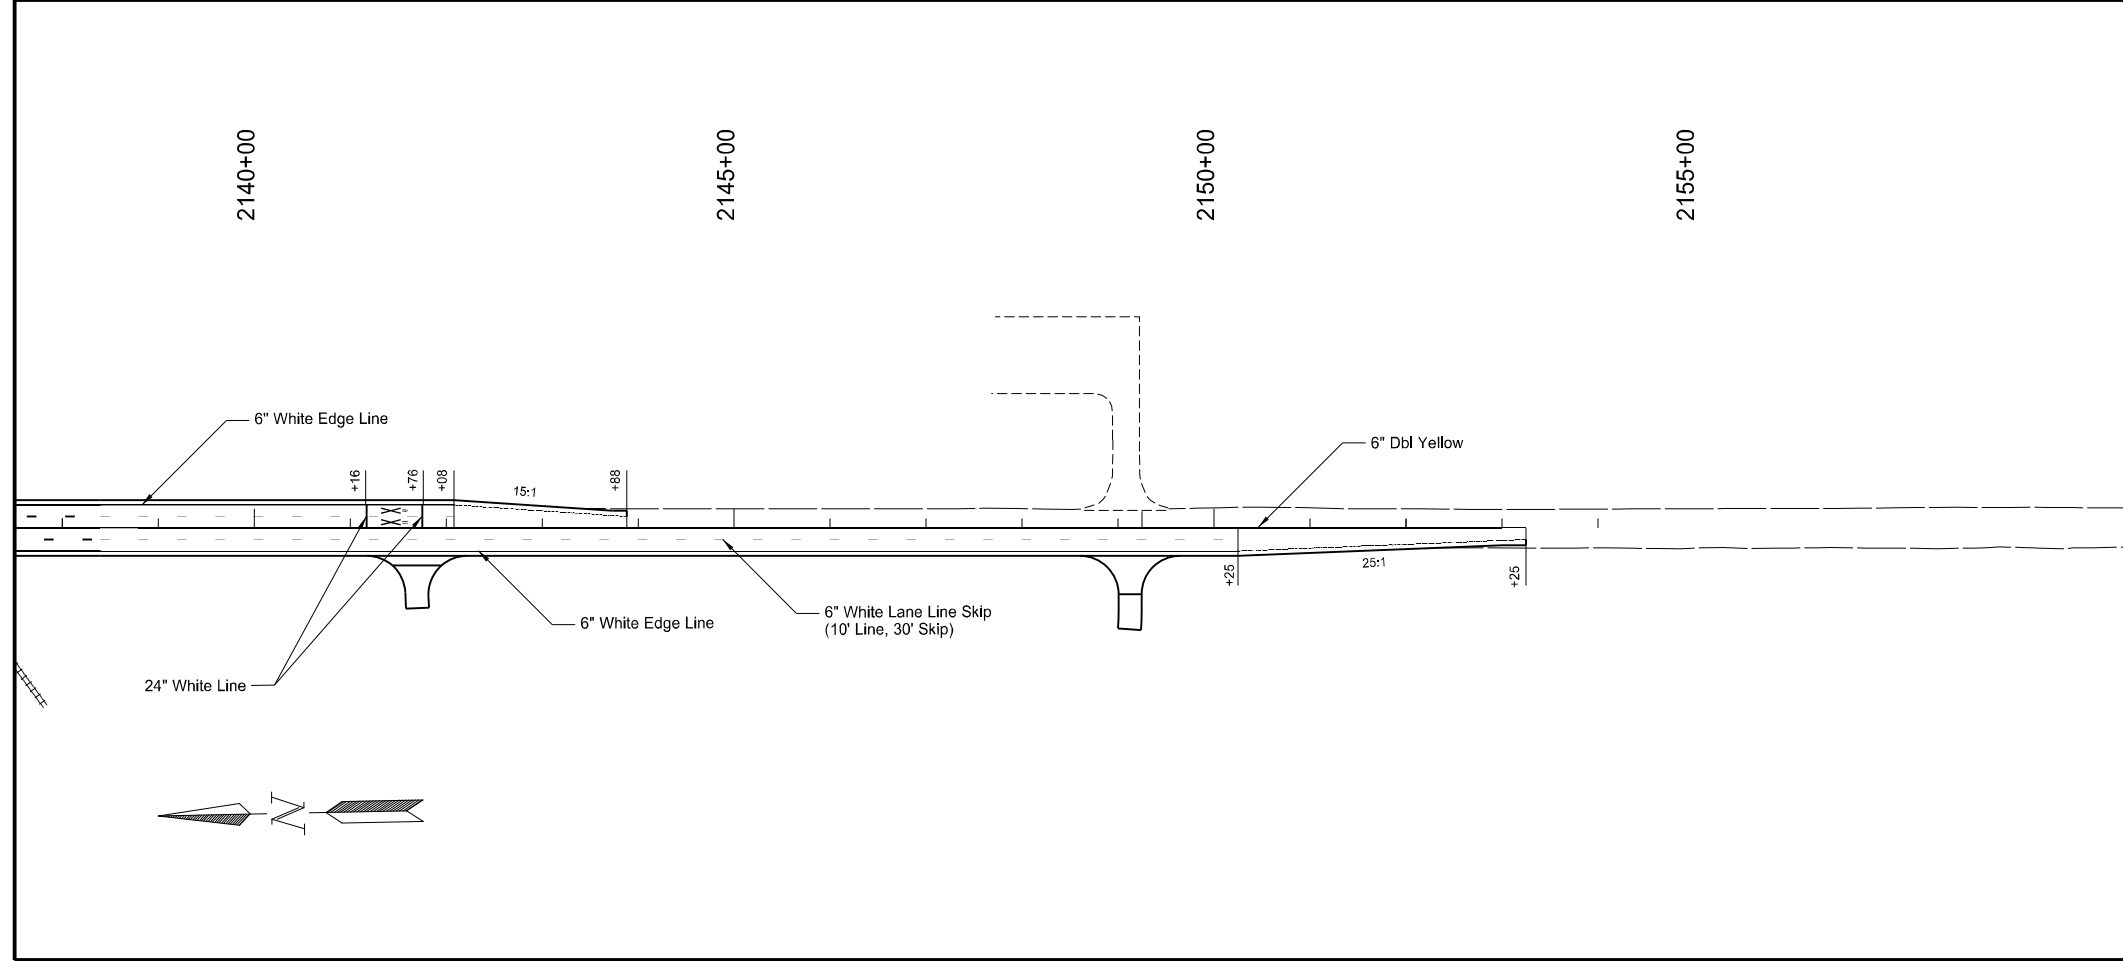 2140+00
2145+00
2150+00
2155+00
6" White Edge Line
6" Dbl Yellow
+16
+76
+08
15:1
+88
X =
X =
+25
25:1
+25
6" White Lane Line Skip
(10' Line, 30' Skip)
6" White Edge Line
24" White Line
N